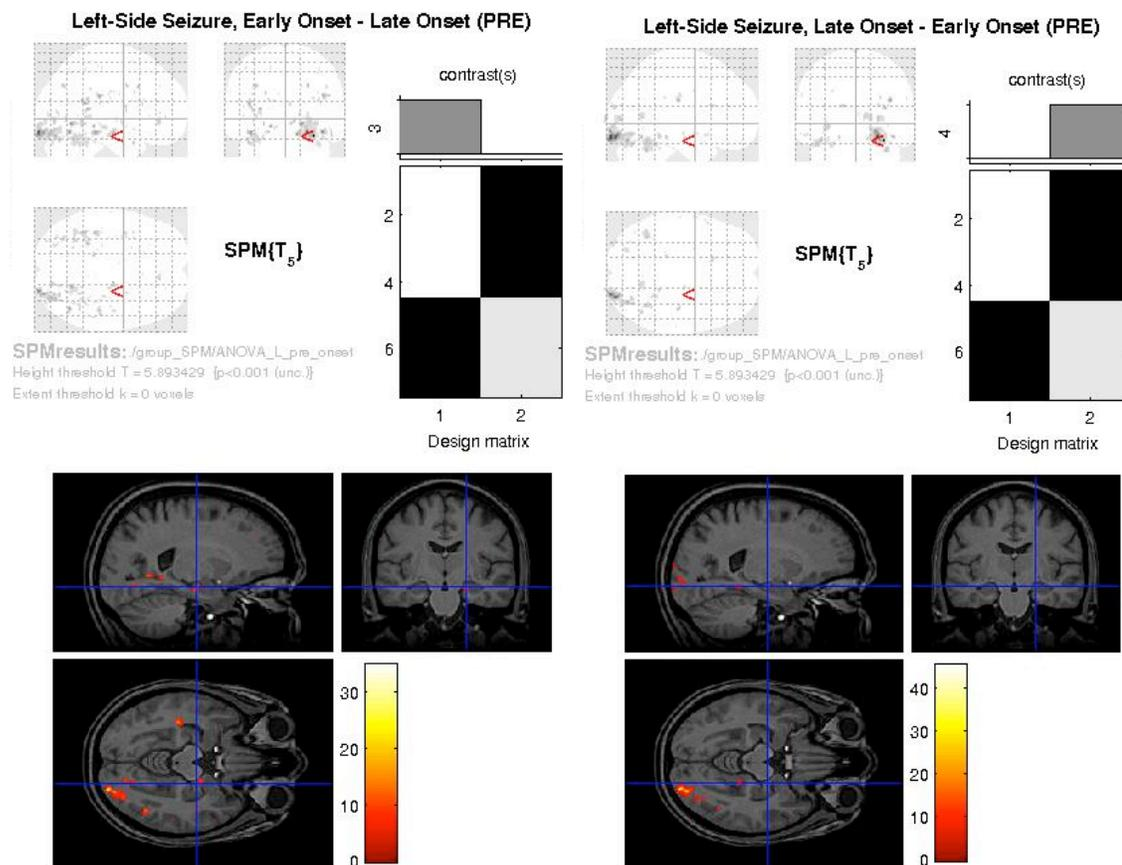 Left-Side Seizure, Early Onset - Late Onset (PRE)
contrast(s)
3
SPM{T5}
2
4
6
1 2
Design matrix
SPMresults: ./group_SPM/ANOVA_L_pre_onset
Height threshold T = 5.893429 {p<0.001 (unc.)}
Extent threshold k = 0 voxels
30
20
10
0
Left-Side Seizure, Late Onset - Early Onset (PRE)
contrast(s)
4
SPM{T5}
2
4
6
1 2
Design matrix
SPMresults: ./group_SPM/ANOVA_L_pre_onset
Height threshold T = 5.893429 {p<0.001 (unc.)}
Extent threshold k = 0 voxels
40
30
20
10
0